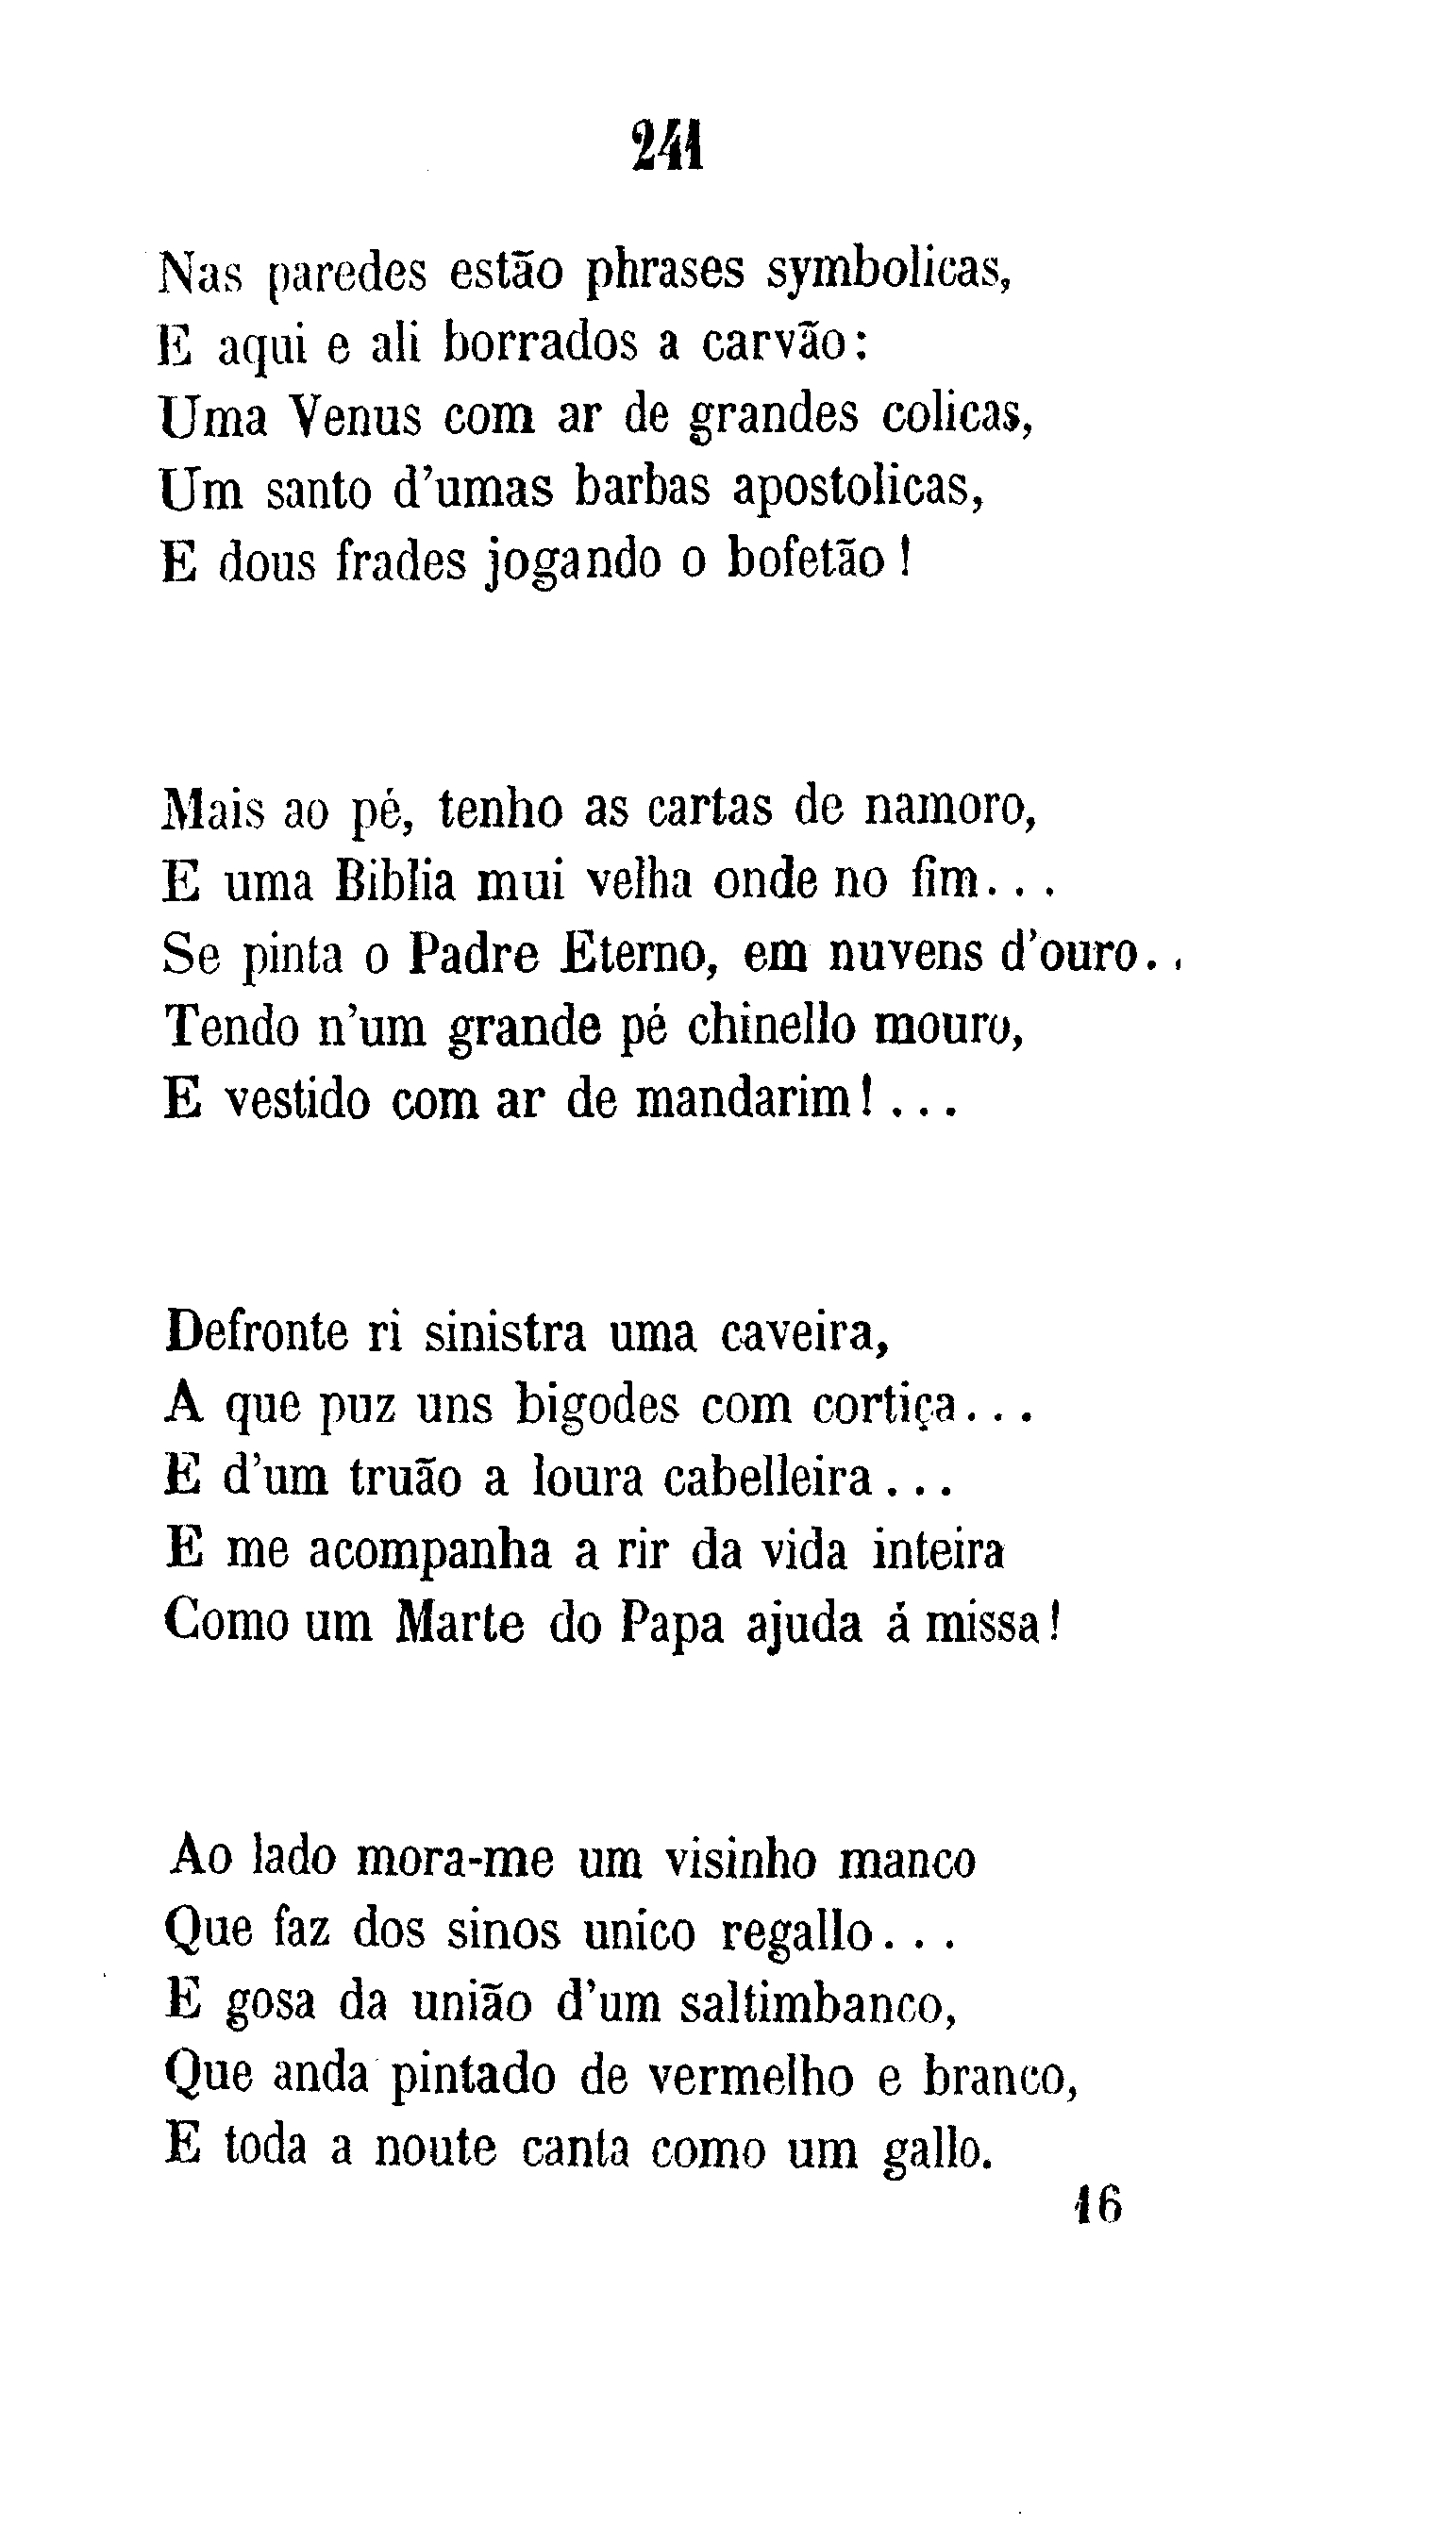 241
Nas paredes estão phrases symbolicas,
E aqui e ali borrados a carvão:
Uma Venus com ar de grandes colicas,
Um santo d'umas barbas apostolicas,
E dous frades jogando o bofetão!
Mais ao pé, tenho as cartas de namoro,
E uma Biblia mui velha onde no fim...
Se pinta o Padre Eterno, em nuvens d'ouro..
Tendo n'um grande pé chinello mouro,
E vestido com ar de mandarim!...
Defronte ri sinistra uma caveira,
A que puz uns bigodes com cortiça...
E d'um truão a loura cabelleira...
E me acompanha a rir da vida inteira
Como um Marte do Papa ajuda á missa!
Ao lado mora-me um visinho manco
Que faz dos sinos unico regallo...
E gosa da união d'um saltimbanco,
Que anda pintado de vermelho e branco,
E toda a noute canta como um gallo.
16